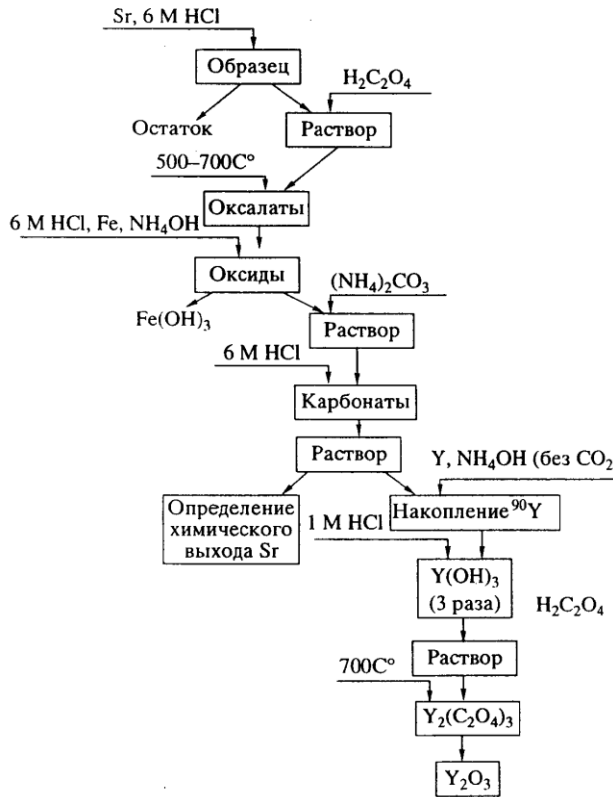 Sr, 6 M HCl
Образец
H₂C₂O₄
Остаток
Раствор
500–700C°
Оксалаты
6 M HCl, Fe, NH₄OH
Оксиды
(NH₄)₂CO₃
Fe(OH)₃
Раствор
6 M HCl
Карбонаты
Раствор
Y, NH₄OH (без CO₂
Определение
химического
выхода Sr
Накопление ⁹⁰Y
1 M HCl
Y(OH)₃
(3 раза)
H₂C₂O₄
Раствор
700C°
Y₂(C₂O₄)₃
Y₂O₃